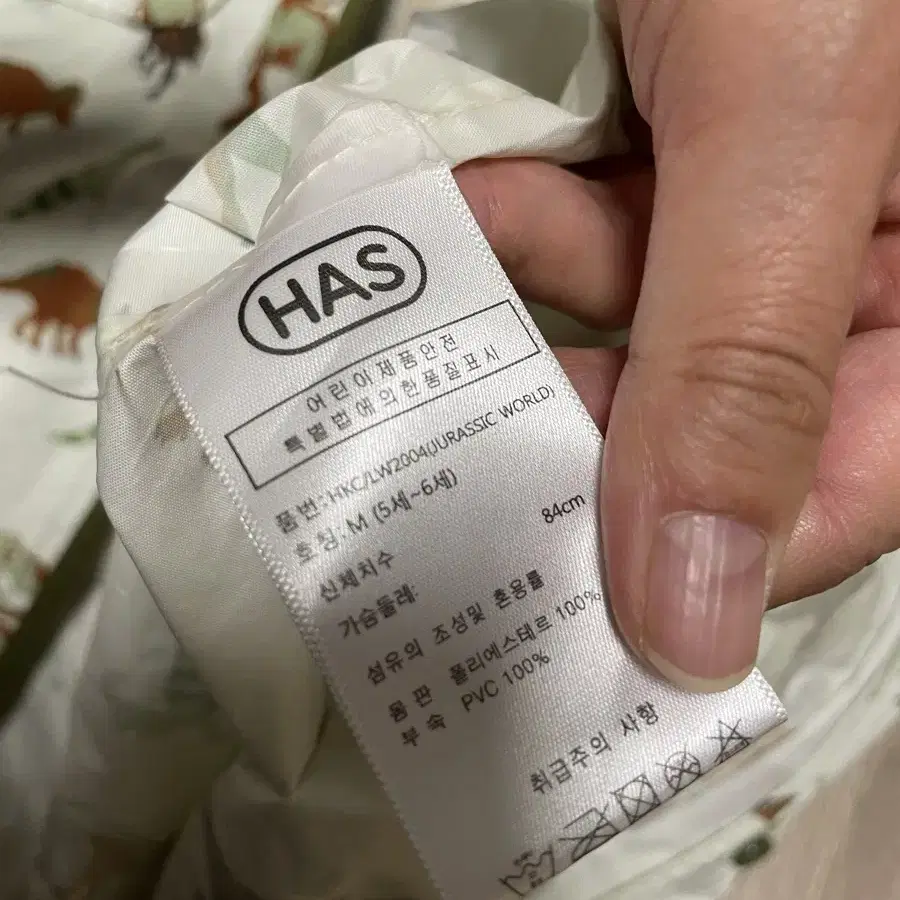 HAS
어린이제품안전
특별법에의한품질표시
품번: HKC/LW2004(JURASSIC WORLD)
호칭: M (5세~6세)
신체치수
가슴둘레: 84cm
섬유의 조성및 혼용률
몸판 폴리에스테르 100%
부속 PVC 100%
취급주의 사항